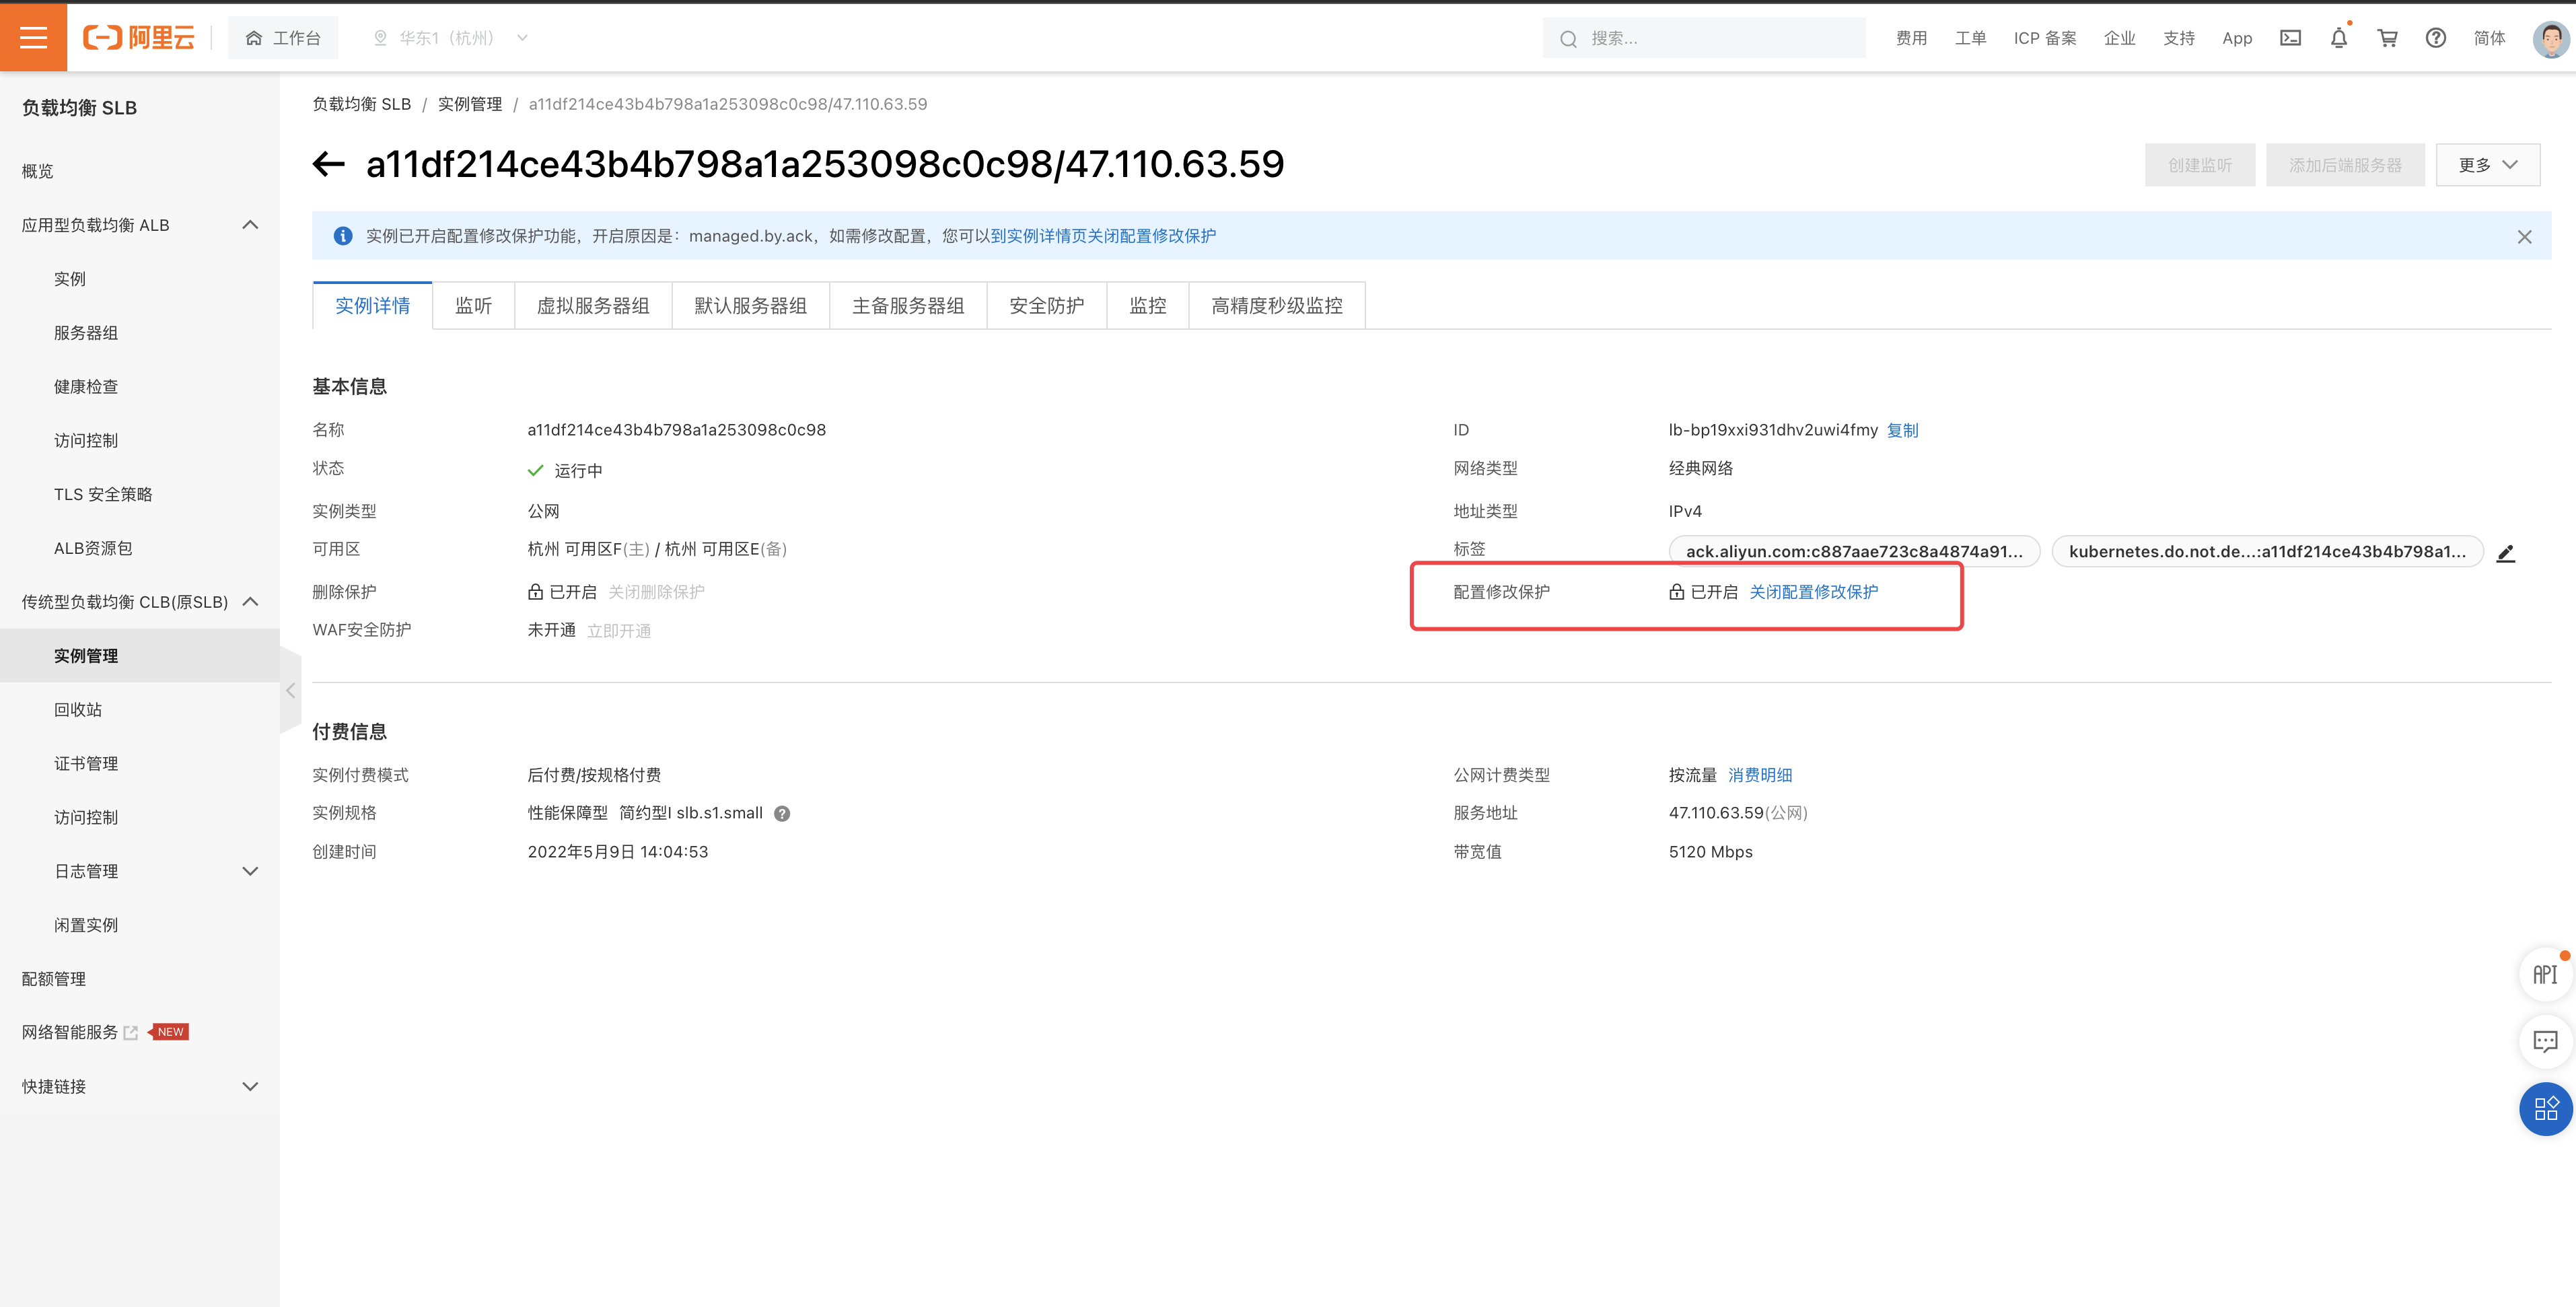 阿里云 工作台 华东1（杭州） 搜索... 费用 工单 ICP 备案 企业 支持 App 简体
负载均衡 SLB
概览
应用型负载均衡 ALB
实例
服务器组
健康检查
访问控制
TLS 安全策略
ALB资源包
传统型负载均衡 CLB(原SLB)
实例管理
回收站
证书管理
访问控制
日志管理
闲置实例
配额管理
网络智能服务 NEW
快捷链接
负载均衡 SLB / 实例管理 / a11df214ce43b4b798a1a253098c0c98/47.110.63.59
a11df214ce43b4b798a1a253098c0c98/47.110.63.59
创建监听 添加后端服务器 更多
实例已开启配置修改保护功能，开启原因是：managed.by.ack，如需修改配置，您可以到实例详情页关闭配置修改保护
实例详情 监听 虚拟服务器组 默认服务器组 主备服务器组 安全防护 监控 高精度秒级监控
基本信息
名称 a11df214ce43b4b798a1a253098c0c98 ID lb-bp19xxi931dhv2uwi4fmy 复制
状态 运行中 网络类型 经典网络
实例类型 公网 地址类型 IPv4
可用区 杭州 可用区F(主) / 杭州 可用区E(备) 标签 ack.aliyun.com:c887aae723c8a4874a91... kubernetes.do.not.de...:a11df214ce43b4b798a1...
删除保护 已开启 关闭删除保护 配置修改保护 已开启 关闭配置修改保护
WAF安全防护 未开通 立即开通
付费信息
实例付费模式 后付费/按规格付费 公网计费类型 按流量 消费明细
实例规格 性能保障型 简约型I slb.s1.small 服务地址 47.110.63.59(公网)
创建时间 2022年5月9日 14:04:53 带宽值 5120 Mbps
API